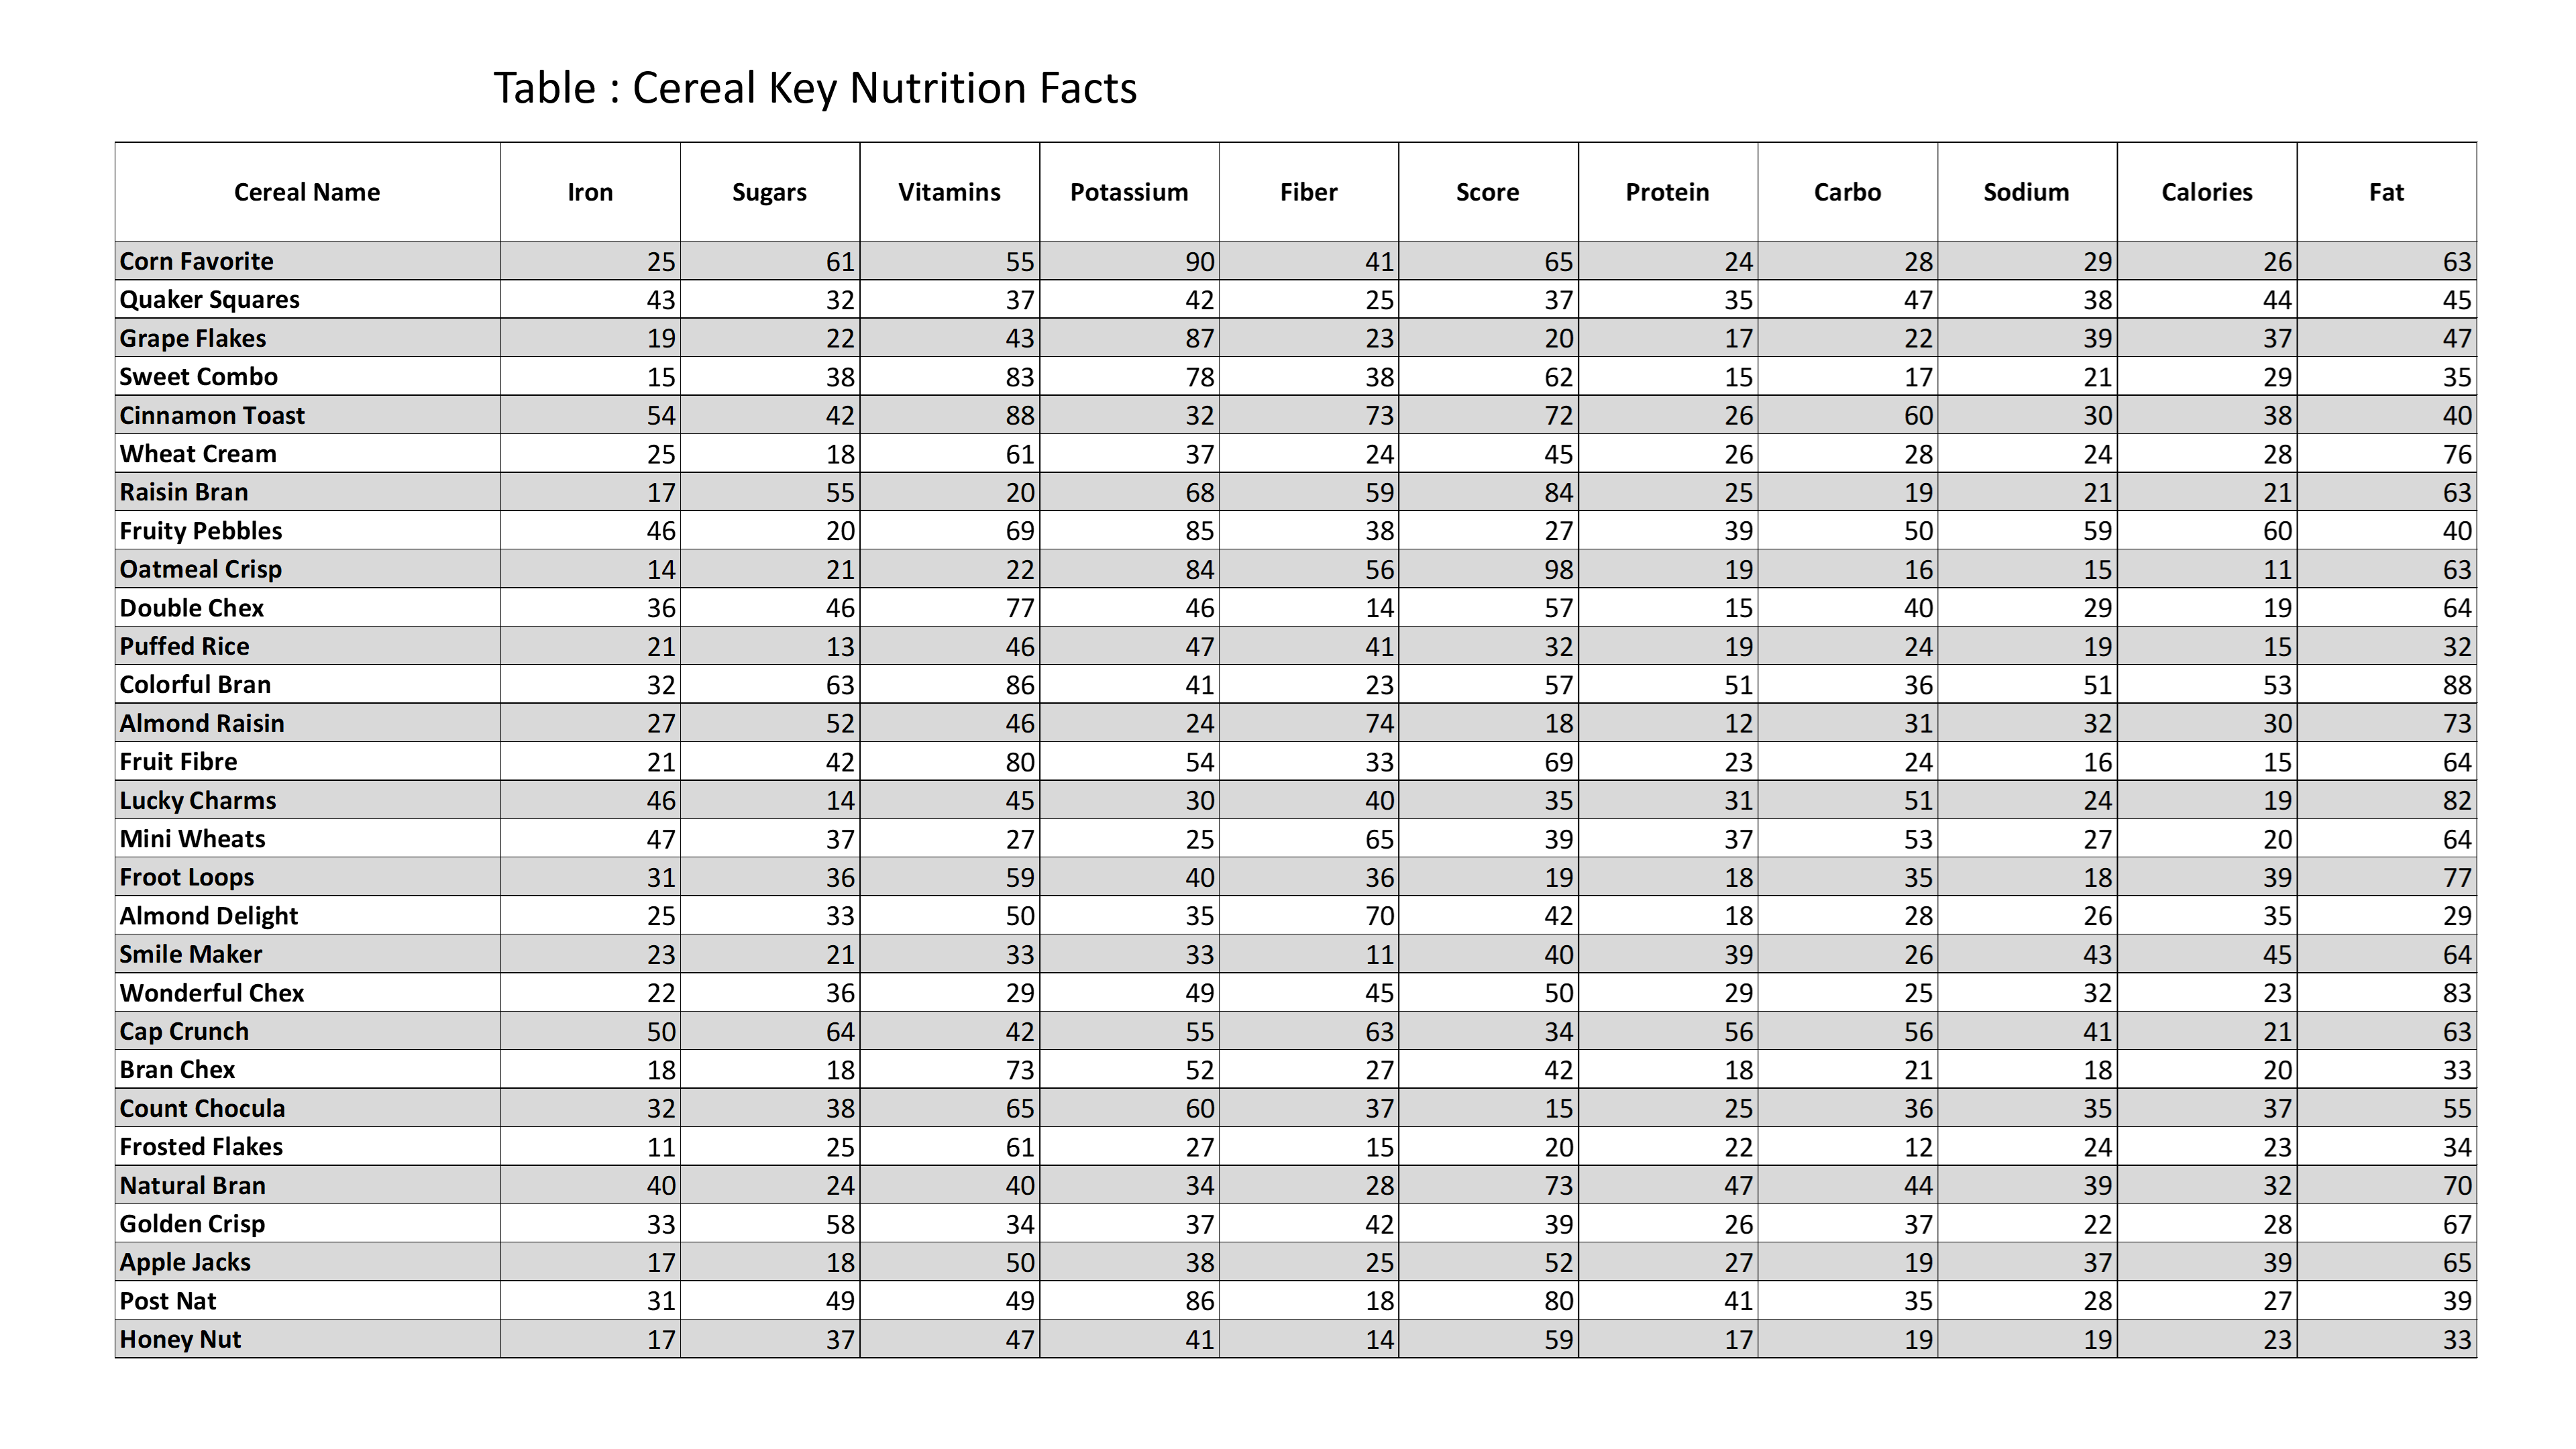 Table : Cereal Key Nutrition Facts
Cereal Name Iron Sugars Vitamins Potassium Fiber Score Protein Carbo Sodium Calories Fat
Corn Favorite 25 61 55 90 41 65 24 28 29 26 63
Quaker Squares 43 32 37 42 25 37 35 47 38 44 45
Grape Flakes 19 22 43 87 23 20 17 22 39 37 47
Sweet Combo 15 38 83 78 38 62 15 17 21 29 35
Cinnamon Toast 54 42 88 32 73 72 26 60 30 38 40
Wheat Cream 25 18 61 37 24 45 26 28 24 28 76
Raisin Bran 17 55 20 68 59 84 25 19 21 21 63
Fruity Pebbles 46 20 69 85 38 27 39 50 59 60 40
Oatmeal Crisp 14 21 22 84 56 98 19 16 15 11 63
Double Chex 36 46 77 46 14 57 15 40 29 19 64
Puffed Rice 21 13 46 47 41 32 19 24 19 15 32
Colorful Bran 32 63 86 41 23 57 51 36 51 53 88
Almond Raisin 27 52 46 24 74 18 12 31 32 30 73
Fruit Fibre 21 42 80 54 33 69 23 24 16 15 64
Lucky Charms 46 14 45 30 40 35 31 51 24 19 82
Mini Wheats 47 37 27 25 65 39 37 53 27 20 64
Froot Loops 31 36 59 40 36 19 18 35 18 39 77
Almond Delight 25 33 50 35 70 42 18 28 26 35 29
Smile Maker 23 21 33 33 11 40 39 26 43 45 64
Wonderful Chex 22 36 29 49 45 50 29 25 32 23 83
Cap Crunch 50 64 42 55 63 34 56 56 41 21 63
Bran Chex 18 18 73 52 27 42 18 21 18 20 33
Count Chocula 32 38 65 60 37 15 25 36 35 37 55
Frosted Flakes 11 25 61 27 15 20 22 12 24 23 34
Natural Bran 40 24 40 34 28 73 47 44 39 32 70
Golden Crisp 33 58 34 37 42 39 26 37 22 28 67
Apple Jacks 17 18 50 38 25 52 27 19 37 39 65
Post Nat 31 49 49 86 18 80 41 35 28 27 39
Honey Nut 17 37 47 41 14 59 17 19 19 23 33